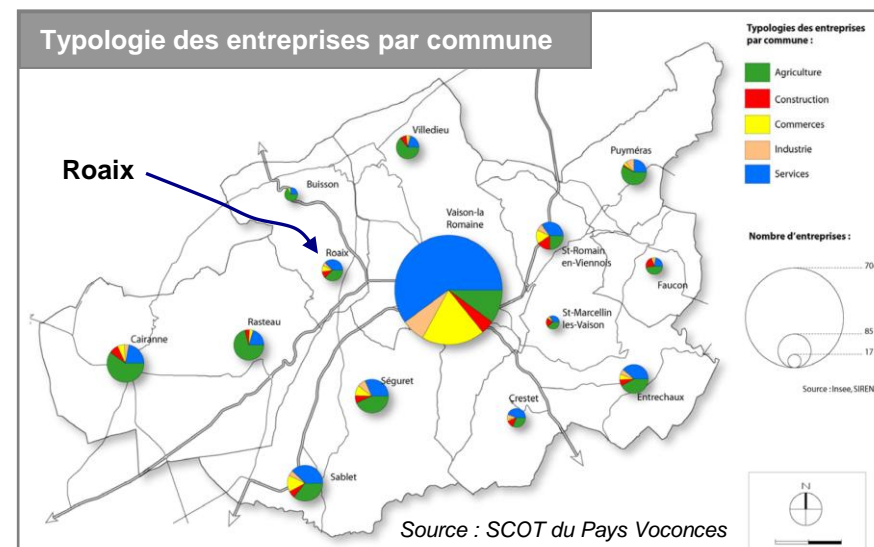 Typologie des entreprises par commune
Typologies des entreprises
par commune :
Agriculture
Construction
Commerces
Industrie
Services
Villedieu
Puyméras
Roaix
Buisson
Vaison-la
Romaine
St-Romain
en-Viennois
Roaix
Faucon
Nombre d'entreprises :
70
85
17
St-Marcellin
les-Vaison
Rasteau
Cairanne
Séguret
Crestet
Entrechaux
Source : Insee, SIREN
Sablet
N
Source : SCOT du Pays Voconces